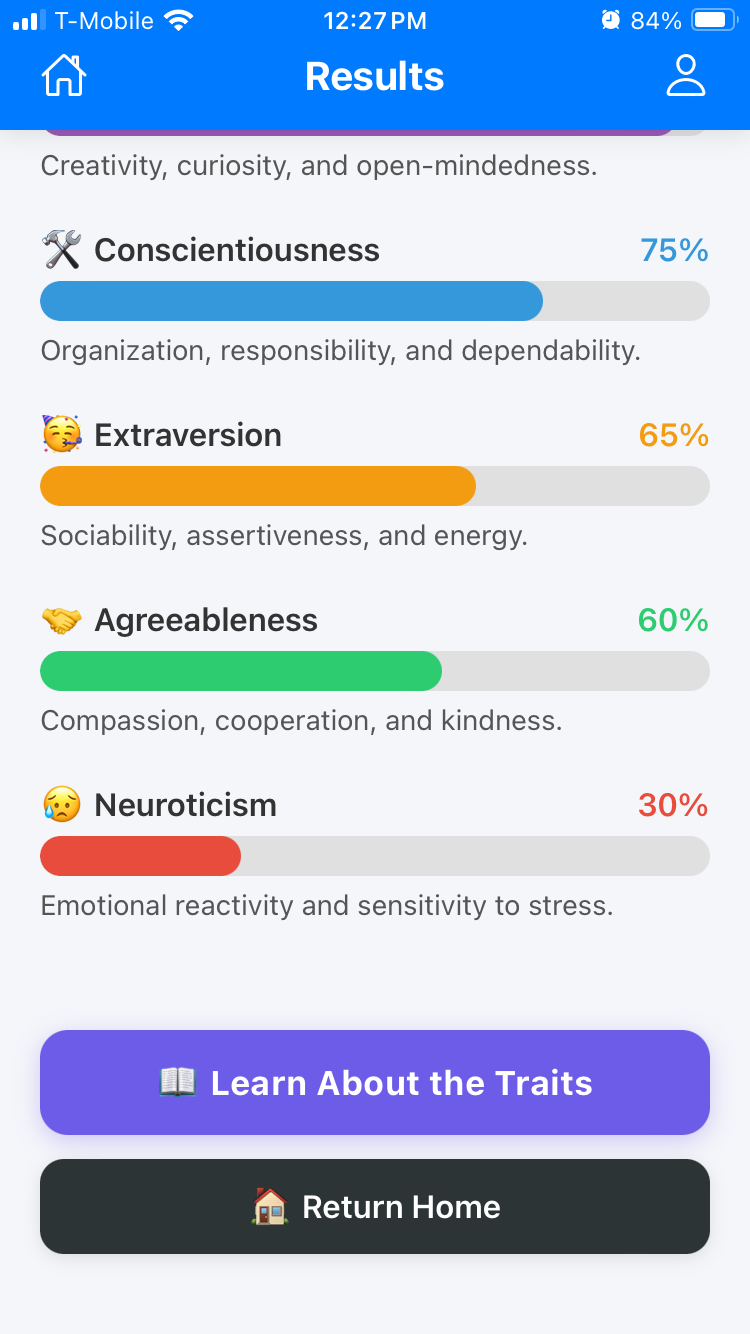 T-Mobile 12:27 PM 84%
Results
Creativity, curiosity, and open-mindedness.
Conscientiousness 75%
Organization, responsibility, and dependability.
Extraversion 65%
Sociability, assertiveness, and energy.
Agreeableness 60%
Compassion, cooperation, and kindness.
Neuroticism 30%
Emotional reactivity and sensitivity to stress.
Learn About the Traits
Return Home